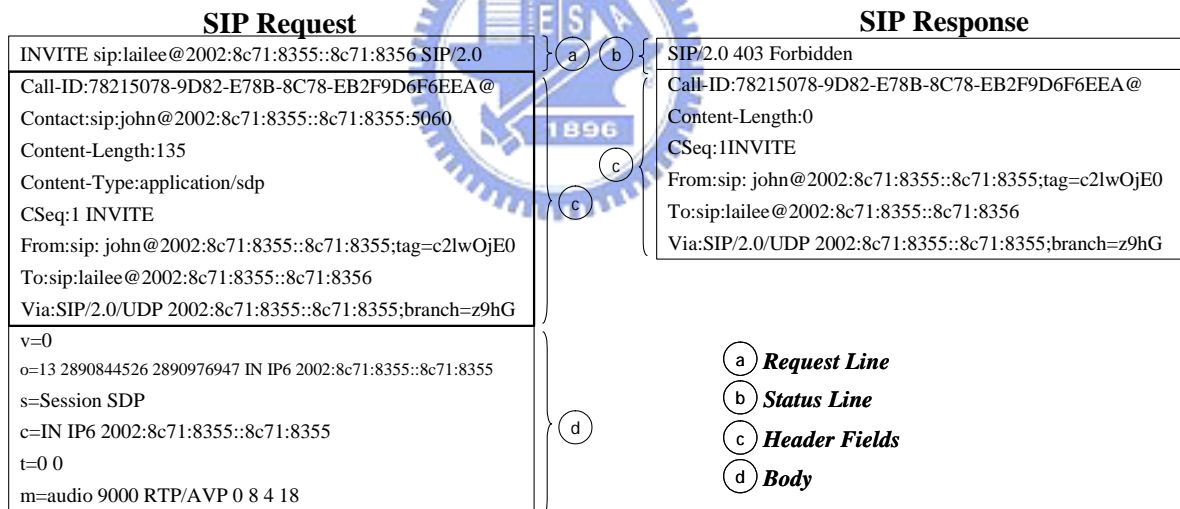 SIP Request
INVITE sip:lailee@2002:8c71:8355::8c71:8356 SIP/2.0
Call-ID:78215078-9D82-E78B-8C78-EB2F9D6F6EEA@
Contact:sip:john@2002:8c71:8355::8c71:8355:5060
Content-Length:135
Content-Type:application/sdp
CSeq:1 INVITE
From:sip: john@2002:8c71:8355::8c71:8355;tag=c2lwOjE0
To:sip:lailee@2002:8c71:8355::8c71:8356
Via:SIP/2.0/UDP 2002:8c71:8355::8c71:8355;branch=z9hG
v=0
o=13 2890844526 2890976947 IN IP6 2002:8c71:8355::8c71:8355
s=Session SDP
c=IN IP6 2002:8c71:8355::8c71:8355
t=0 0
m=audio 9000 RTP/AVP 0 8 4 18
a
b
c
d
E S A
1896
SIP Response
SIP/2.0 403 Forbidden
Call-ID:78215078-9D82-E78B-8C78-EB2F9D6F6EEA@
Content-Length:0
CSeq:1INVITE
From:sip: john@2002:8c71:8355::8c71:8355;tag=c2lwOjE0
To:sip:lailee@2002:8c71:8355::8c71:8356
Via:SIP/2.0/UDP 2002:8c71:8355::8c71:8355;branch=z9hG
c
a Request Line
b Status Line
c Header Fields
d Body